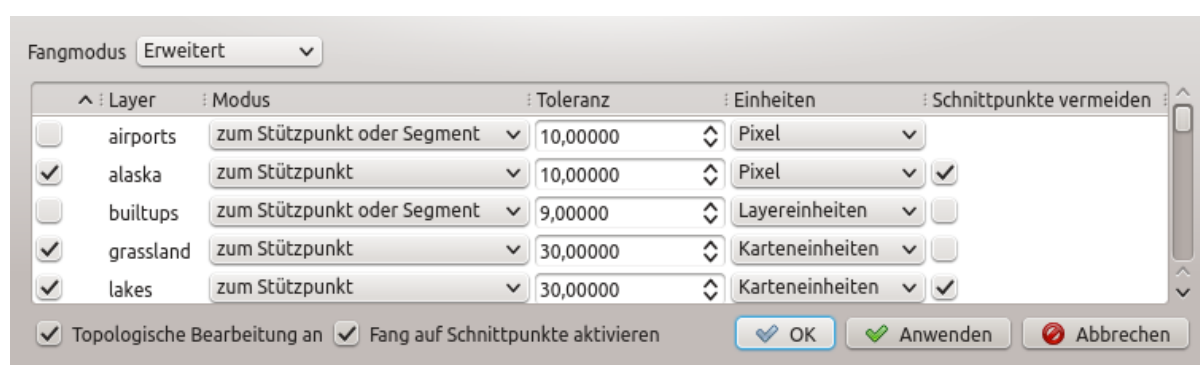 Fangmodus Erweitert
Layer Modus Toleranz Einheiten Schnittpunkte vermeiden
airports zum Stützpunkt oder Segment 10,00000 Pixel
alaska zum Stützpunkt 10,00000 Pixel
builtups zum Stützpunkt oder Segment 9,00000 Layereinheiten
grassland zum Stützpunkt 30,00000 Karteneinheiten
lakes zum Stützpunkt 30,00000 Karteneinheiten
Topologische Bearbeitung an Fang auf Schnittpunkte aktivieren OK Anwenden Abbrechen